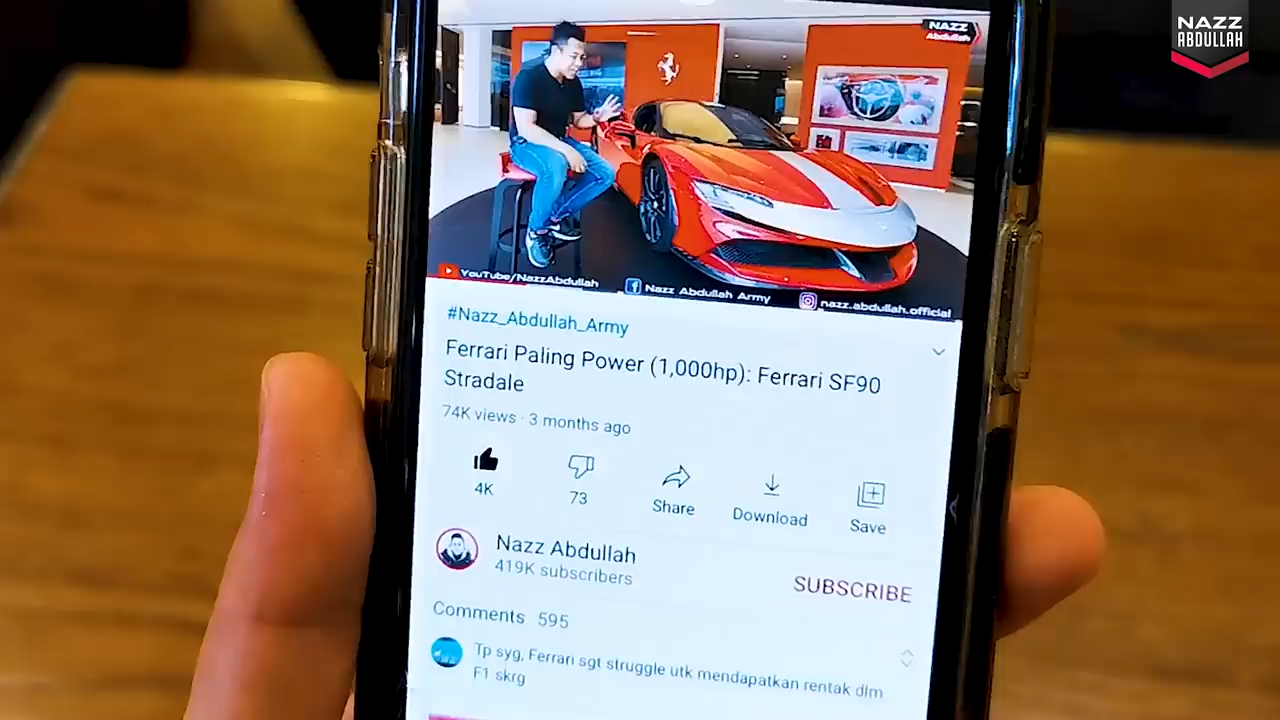 NAZZ
ABDULLAH
NAZZ
Abdullah
YouTube/NazzAbdullah
Nazz Abdullah Army
nazz.abdullah.official
#Nazz_Abdullah_Army
Ferrari Paling Power (1,000hp): Ferrari SF90
Stradale
74K views · 3 months ago
4K
73
Share
Download
Save
Nazz Abdullah
419K subscribers
SUBSCRIBE
Comments 595
Tp syg, Ferrari sgt struggle utk mendapatkan rentak dlm
F1 skrg